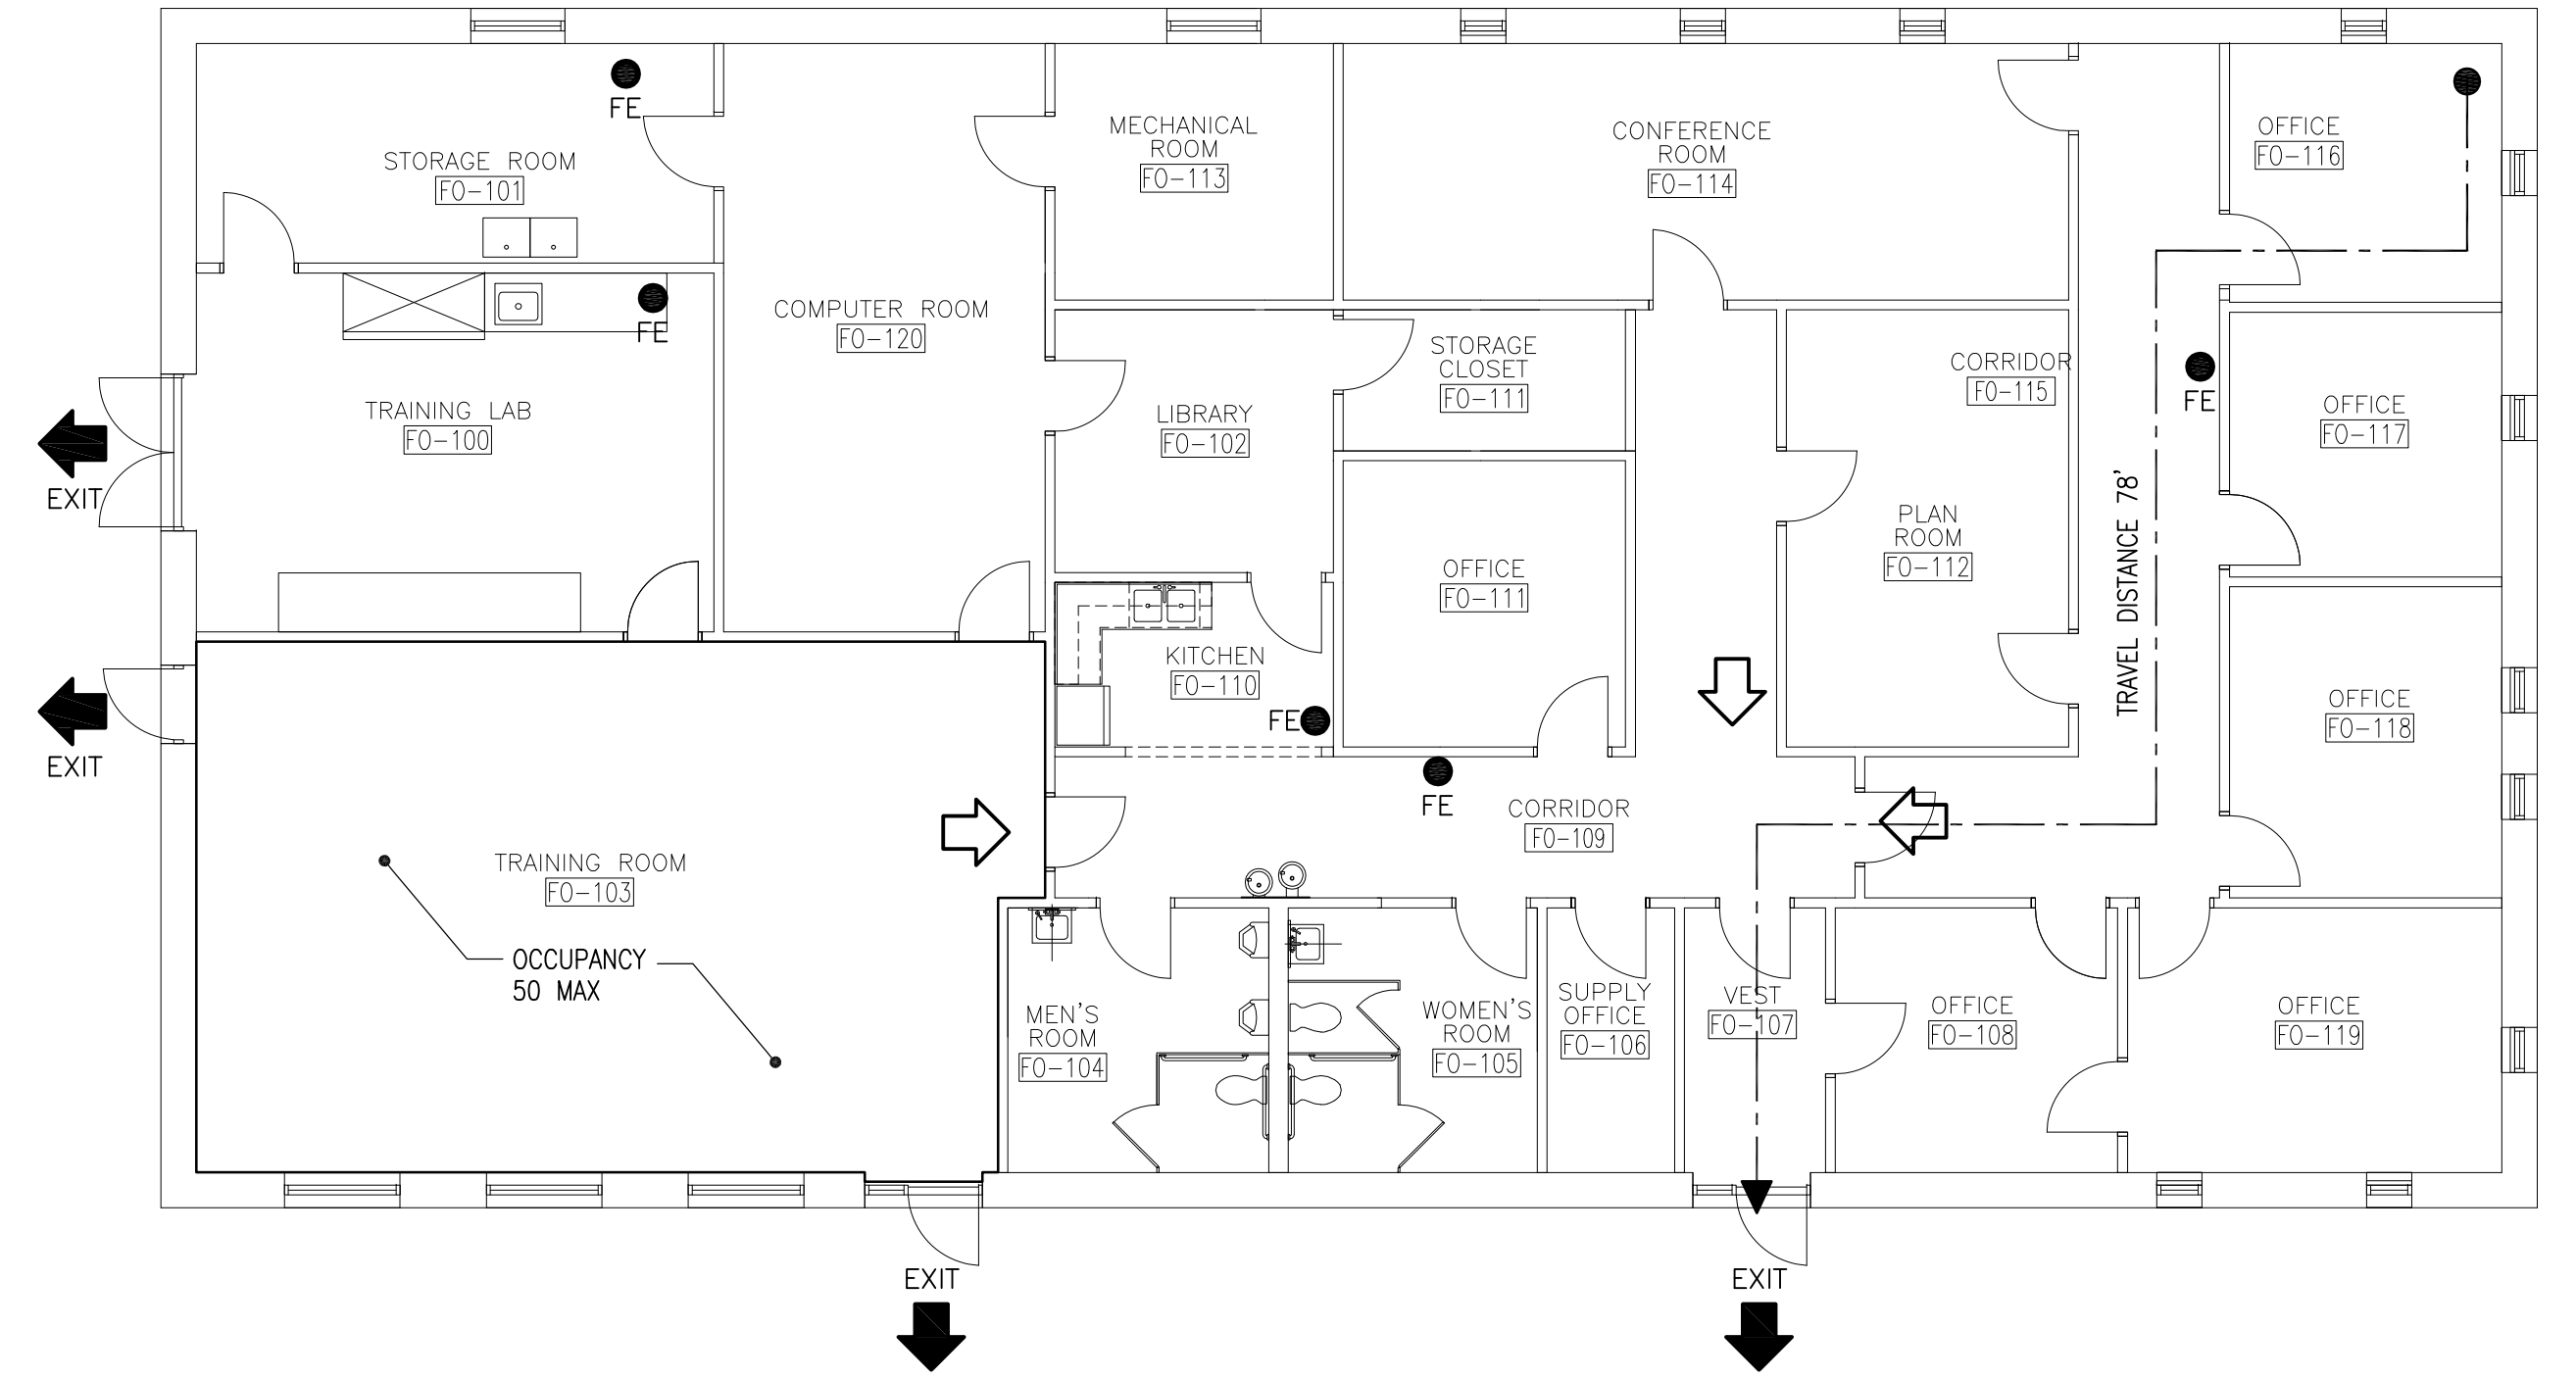 FE
STORAGE ROOM
FO-101
MECHANICAL
ROOM
FO-113
CONFERENCE
ROOM
FO-114
OFFICE
FO-116
FE
COMPUTER ROOM
FO-120
STORAGE
CLOSET
FO-111
CORRIDOR
FO-115
FE
TRAINING LAB
FO-100
LIBRARY
FO-102
OFFICE
FO-117
EXIT
PLAN
ROOM
FO-112
TRAVEL DISTANCE 78'
OFFICE
FO-111
KITCHEN
FO-110
FE
OFFICE
FO-118
EXIT
FE
CORRIDOR
FO-109
TRAINING ROOM
FO-103
OCCUPANCY
50 MAX
MEN'S
ROOM
FO-104
WOMEN'S
ROOM
FO-105
SUPPLY
OFFICE
FO-106
VEST
FO-107
OFFICE
FO-108
OFFICE
FO-119
EXIT
EXIT